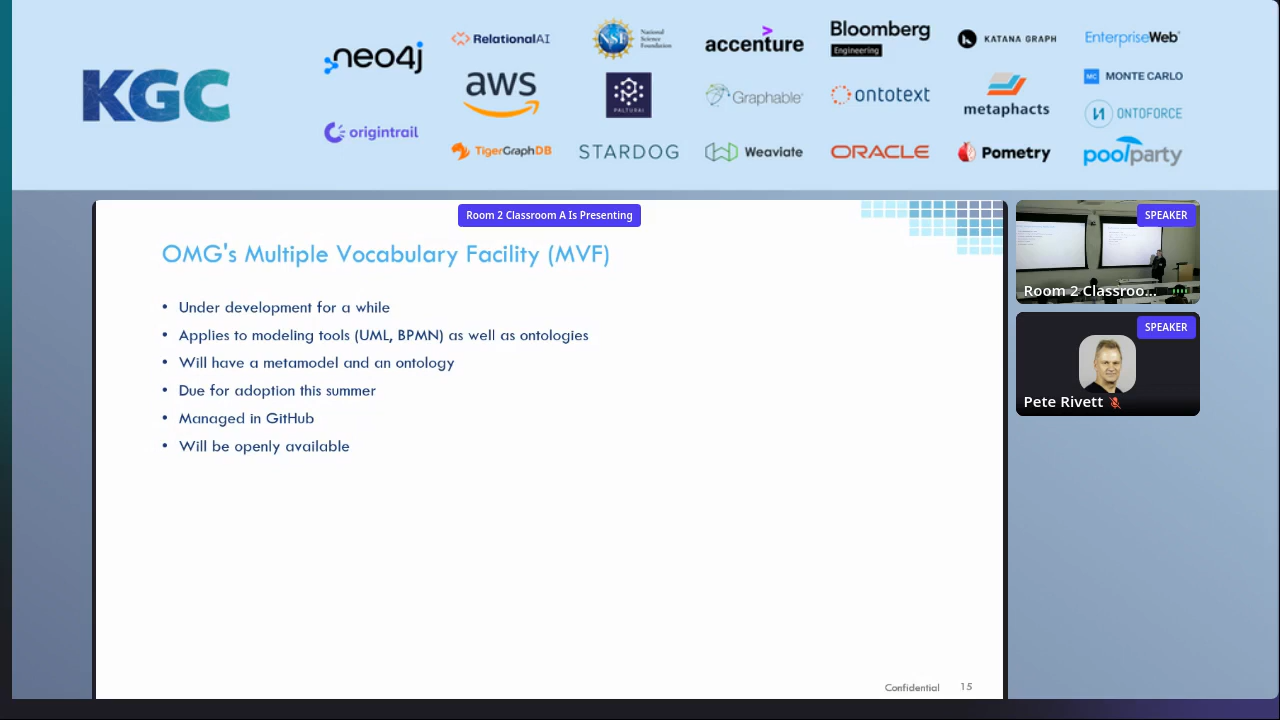 KGC
neo4j
origintrail
RelationalAI
aws
TigerGraphDB
NSF
National
Science
Foundation
STARDOG
accenture
Graphable
Weaviate
Bloomberg
Engineering
ontotext
ORACLE
KATANA GRAPH
metaphacts
Pometry
EnterpriseWeb
MC MONTE CARLO
ONTOFORCE
poolparty
Room 2 Classroom A Is Presenting
OMG's Multiple Vocabulary Facility (MVF)
• Under development for a while
• Applies to modeling tools (UML, BPMN) as well as ontologies
• Will have a metamodel and an ontology
• Due for adoption this summer
• Managed in GitHub
• Will be openly available
Confidential 15
SPEAKER
Room 2 Classroo...
SPEAKER
Pete Rivett